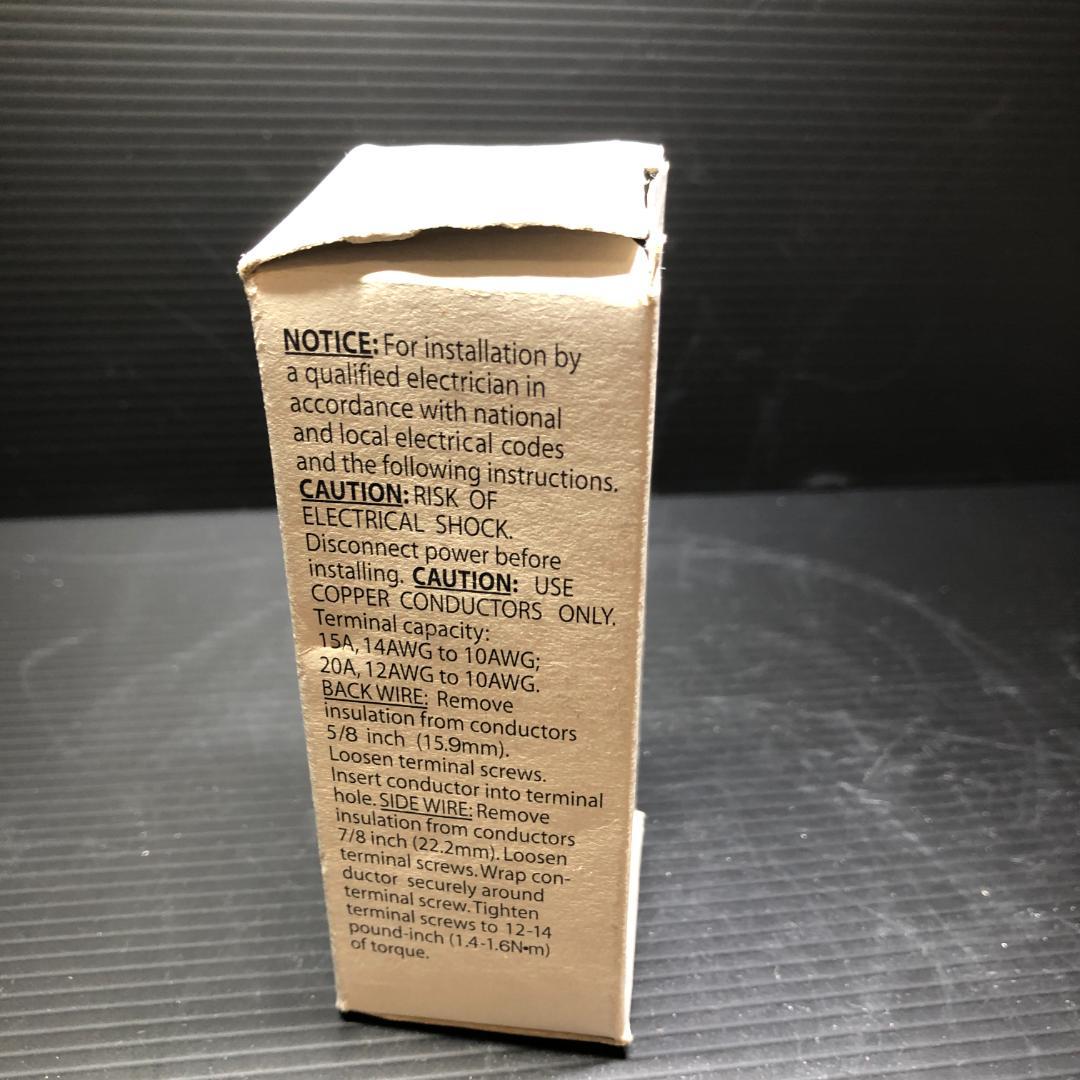 NOTICE: For installation by
a qualified electrician in
accordance with national
and local electrical codes
and the following instructions.
CAUTION: RISK OF
ELECTRICAL SHOCK.
Disconnect power before
installing. CAUTION: USE
COPPER CONDUCTORS ONLY.
Terminal capacity:
15A, 14AWG to 10AWG;
20A, 12AWG to 10AWG.
BACK WIRE: Remove
insulation from conductors
5/8 inch (15.9mm).
Loosen terminal screws.
Insert conductor into terminal
hole. SIDE WIRE: Remove
insulation from conductors
7/8 inch (22.2mm). Loosen
terminal screws. Wrap con-
ductor securely around
terminal screw. Tighten
terminal screws to 12-14
pound-inch (1.4-1.6N•m)
of torque.